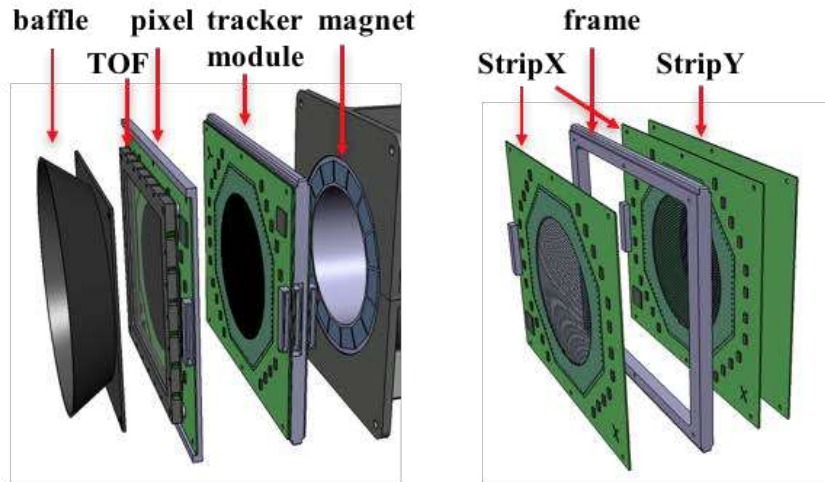 baffle
pixel
tracker
module
magnet
TOF
frame
StripX
StripY
X
X